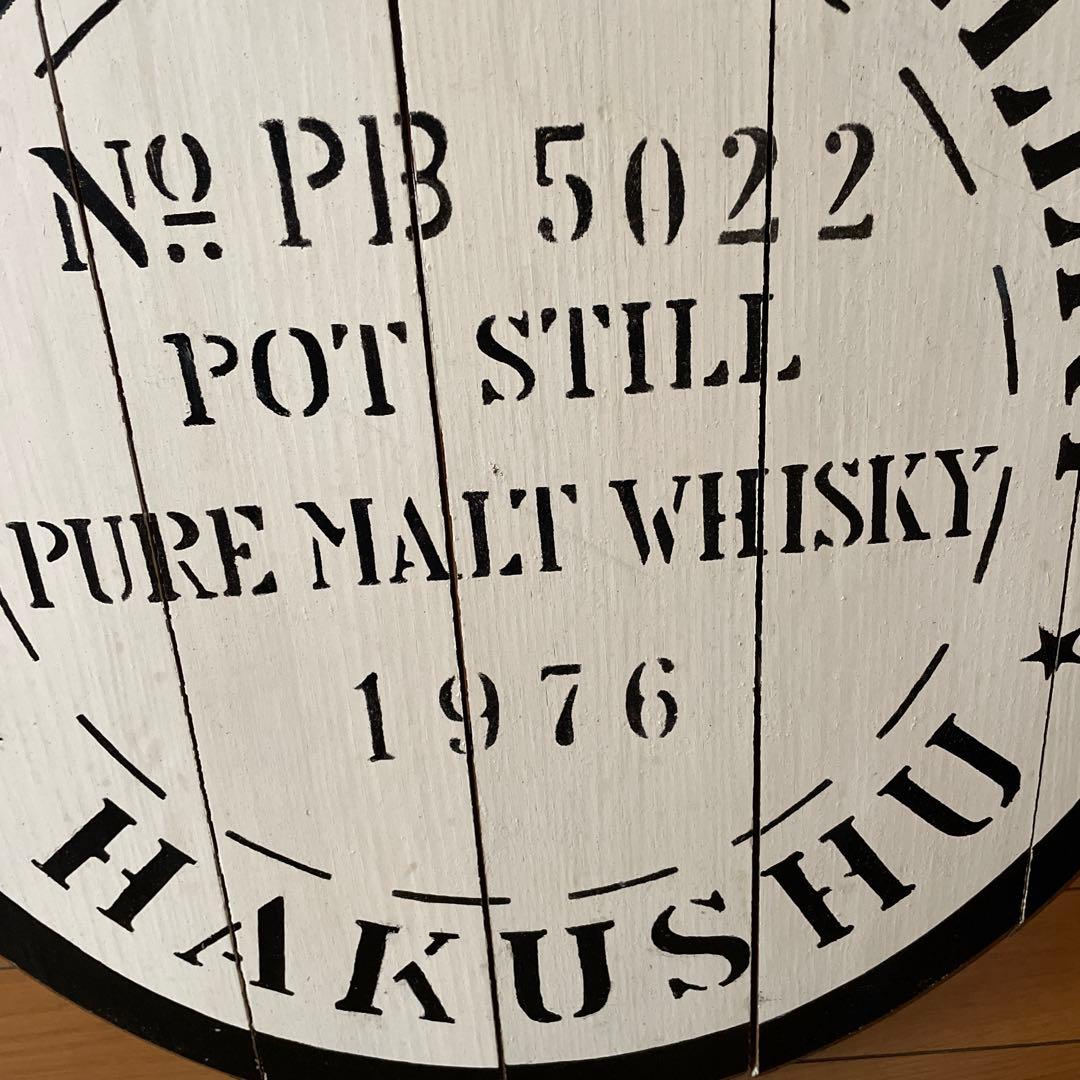 Nº PB 5022
POT STILL
PURE MALT WHISKY
1976
HAKUSHU